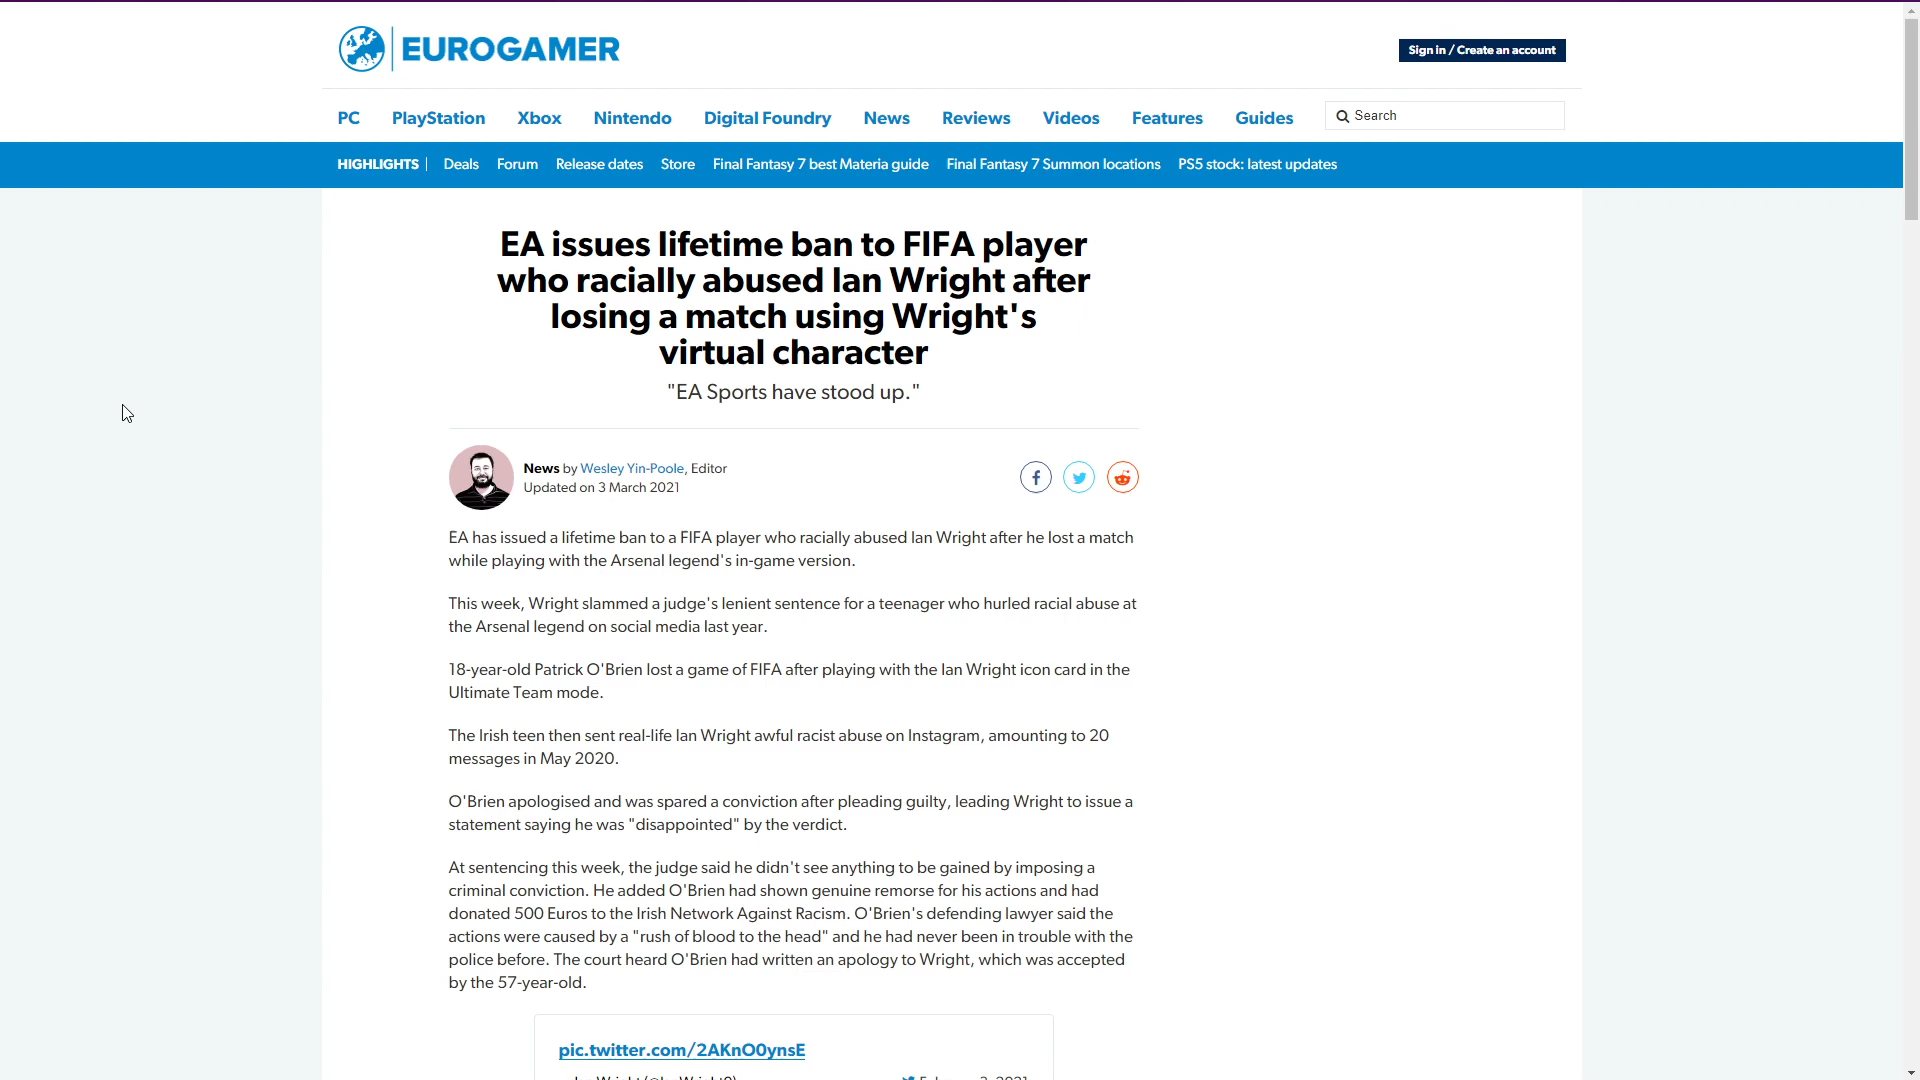 EUROGAMER
Sign in / Create an account
PC PlayStation Xbox Nintendo Digital Foundry News Reviews Videos Features Guides Search
HIGHLIGHTS | Deals Forum Release dates Store Final Fantasy 7 best Materia guide Final Fantasy 7 Summon locations PS5 stock: latest updates
EA issues lifetime ban to FIFA player
who racially abused Ian Wright after
losing a match using Wright's
virtual character
"EA Sports have stood up."
News by Wesley Yin-Poole, Editor
Updated on 3 March 2021
EA has issued a lifetime ban to a FIFA player who racially abused Ian Wright after he lost a match
while playing with the Arsenal legend's in-game version.
This week, Wright slammed a judge's lenient sentence for a teenager who hurled racial abuse at
the Arsenal legend on social media last year.
18-year-old Patrick O'Brien lost a game of FIFA after playing with the Ian Wright icon card in the
Ultimate Team mode.
The Irish teen then sent real-life Ian Wright awful racist abuse on Instagram, amounting to 20
messages in May 2020.
O'Brien apologised and was spared a conviction after pleading guilty, leading Wright to issue a
statement saying he was "disappointed" by the verdict.
At sentencing this week, the judge said he didn't see anything to be gained by imposing a
criminal conviction. He added O'Brien had shown genuine remorse for his actions and had
donated 500 Euros to the Irish Network Against Racism. O'Brien's defending lawyer said the
actions were caused by a "rush of blood to the head" and he had never been in trouble with the
police before. The court heard O'Brien had written an apology to Wright, which was accepted
by the 57-year-old.
pic.twitter.com/2AKnO0ynsE